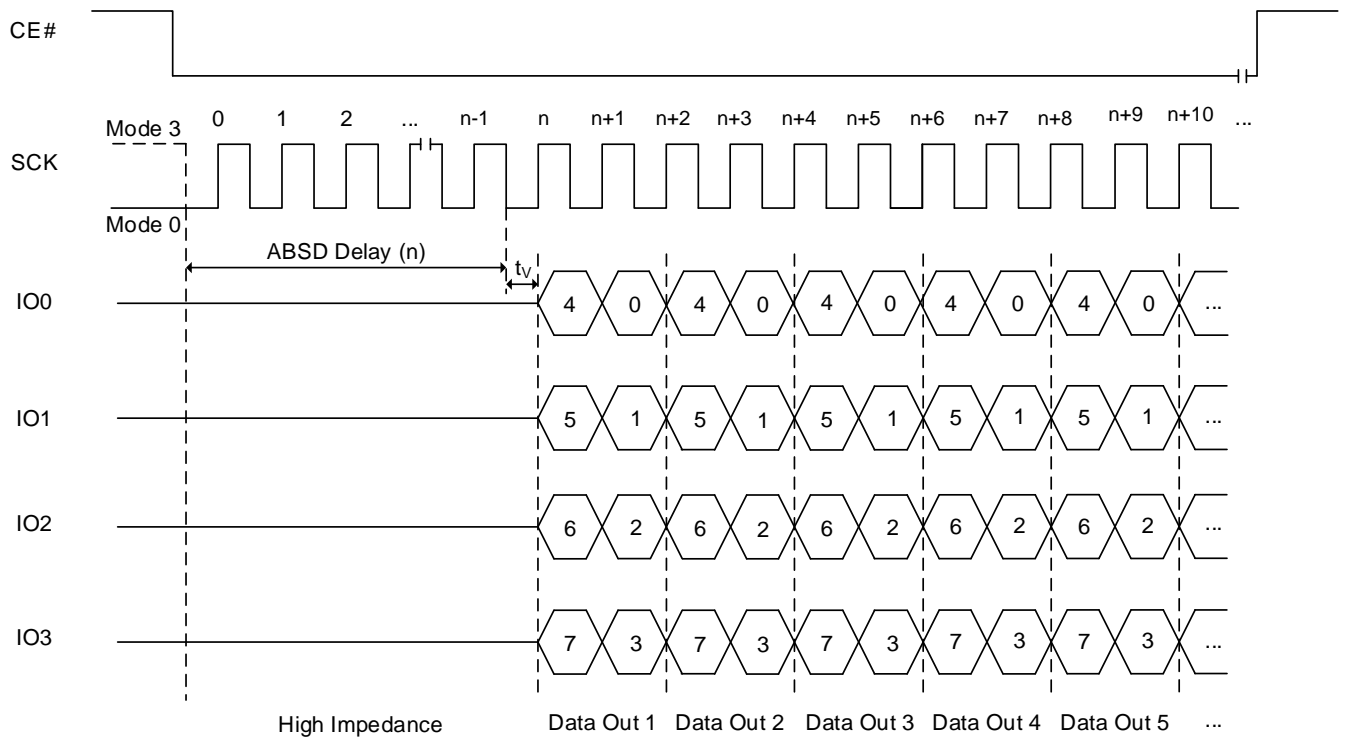 CE#
0 1 2 ... n-1 n n+1 n+2 n+3 n+4 n+5 n+6 n+7 n+8 n+9 n+10 ...
Mode 3
SCK
Mode 0
ABSD Delay (n)
tV
IO0 4 0 4 0 4 0 4 0 4 0 ...
IO1 5 1 5 1 5 1 5 1 5 1 ...
IO2 6 2 6 2 6 2 6 2 6 2 ...
IO3 7 3 7 3 7 3 7 3 7 3 ...
High Impedance Data Out 1 Data Out 2 Data Out 3 Data Out 4 Data Out 5 ...